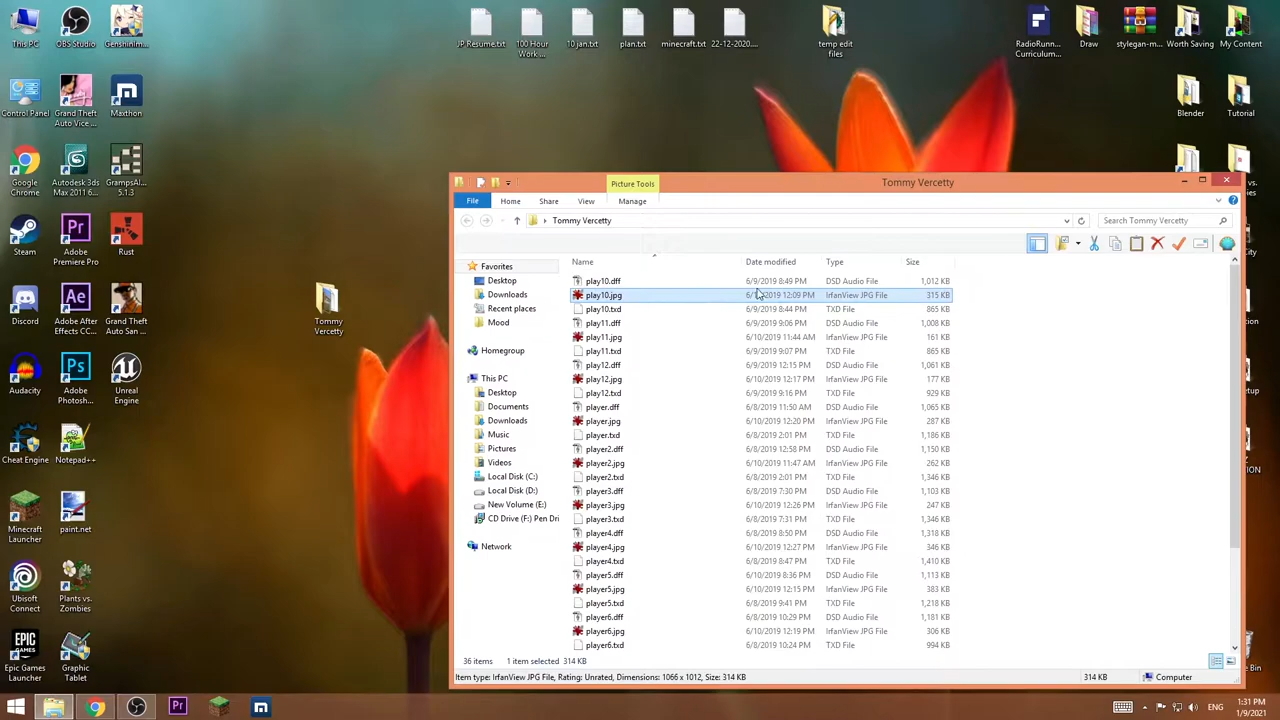 This PC
OBS Studio
GenshinIm...
JP Resume.txt
100 Hour
Work ...
10 jan.txt
plan.txt
minecraft.txt
22-12-2020....
temp edit
files
RadioRunn...
Curriculum...
Draw
stylegan-m...
Worth Saving
My Content
Control Panel
Grand Theft
Auto Vice ...
Maxthon
Blender
Tutorial
Google
Chrome
Autodesk 3ds
Max 2011 6...
GrampsAI...
5.1.3
Steam
Adobe
Premiere Pro
Rust
Discord
Adobe After
Effects CC...
Grand Theft
Auto San ...
Tommy
Vercetty
Audacity
Adobe
Photosh...
Unreal
Engine
Cheat Engine
Notepad++
Minecraft
Launcher
paint.net
Ubisoft
Connect
Plants vs.
Zombies
Epic Games
Launcher
Graphic
Tablet
Picture Tools
Tommy Vercetty
File
Home
Share
View
Manage
Tommy Vercetty
Search Tommy Vercetty
Favorites
Desktop
Downloads
Recent places
Mood
Homegroup
This PC
Desktop
Documents
Downloads
Music
Pictures
Videos
Local Disk (C:)
Local Disk (D:)
New Volume (E:)
CD Drive (F:) Pen Dri
Network
Name Date modified Type Size
play10.dff 6/9/2019 8:49 PM DSD Audio File 1,012 KB
play10.jpg 2019 12:09 PM IrfanView JPG File 315 KB
play10.txd 6/9/2019 8:44 PM TXD File 865 KB
play11.dff 6/9/2019 9:06 PM DSD Audio File 1,008 KB
play11.jpg 6/10/2019 11:44 AM IrfanView JPG File 161 KB
play11.txd 6/9/2019 9:07 PM TXD File 865 KB
play12.dff 6/9/2019 12:15 PM DSD Audio File 1,061 KB
play12.jpg 6/10/2019 12:17 PM IrfanView JPG File 177 KB
play12.txd 6/9/2019 9:16 PM TXD File 929 KB
player.dff 6/8/2019 11:50 AM DSD Audio File 1,065 KB
player.jpg 6/10/2019 12:20 PM IrfanView JPG File 287 KB
player.txd 6/8/2019 2:01 PM TXD File 1,186 KB
player2.dff 6/8/2019 12:58 PM DSD Audio File 1,150 KB
player2.jpg 6/10/2019 11:47 AM IrfanView JPG File 262 KB
player2.txd 6/8/2019 2:01 PM TXD File 1,346 KB
player3.dff 6/8/2019 7:30 PM DSD Audio File 1,103 KB
player3.jpg 6/10/2019 12:26 PM IrfanView JPG File 247 KB
player3.txd 6/8/2019 7:31 PM TXD File 1,346 KB
player4.dff 6/8/2019 8:50 PM DSD Audio File 1,318 KB
player4.jpg 6/10/2019 12:27 PM IrfanView JPG File 346 KB
player4.txd 6/8/2019 8:47 PM TXD File 1,410 KB
player5.dff 6/10/2019 8:36 PM DSD Audio File 1,113 KB
player5.jpg 6/10/2019 12:15 PM IrfanView JPG File 383 KB
player5.txd 6/8/2019 9:41 PM TXD File 1,218 KB
player6.dff 6/8/2019 10:29 PM DSD Audio File 1,181 KB
player6.jpg 6/10/2019 12:19 PM IrfanView JPG File 306 KB
player6.txd 6/8/2019 10:24 PM TXD File 994 KB
36 items 1 item selected 314 KB
Item type: IrfanView JPG File, Rating: Unrated, Dimensions: 1066 x 1012, Size: 314 KB
314 KB
Computer
ENG
1:31 PM
1/9/2021